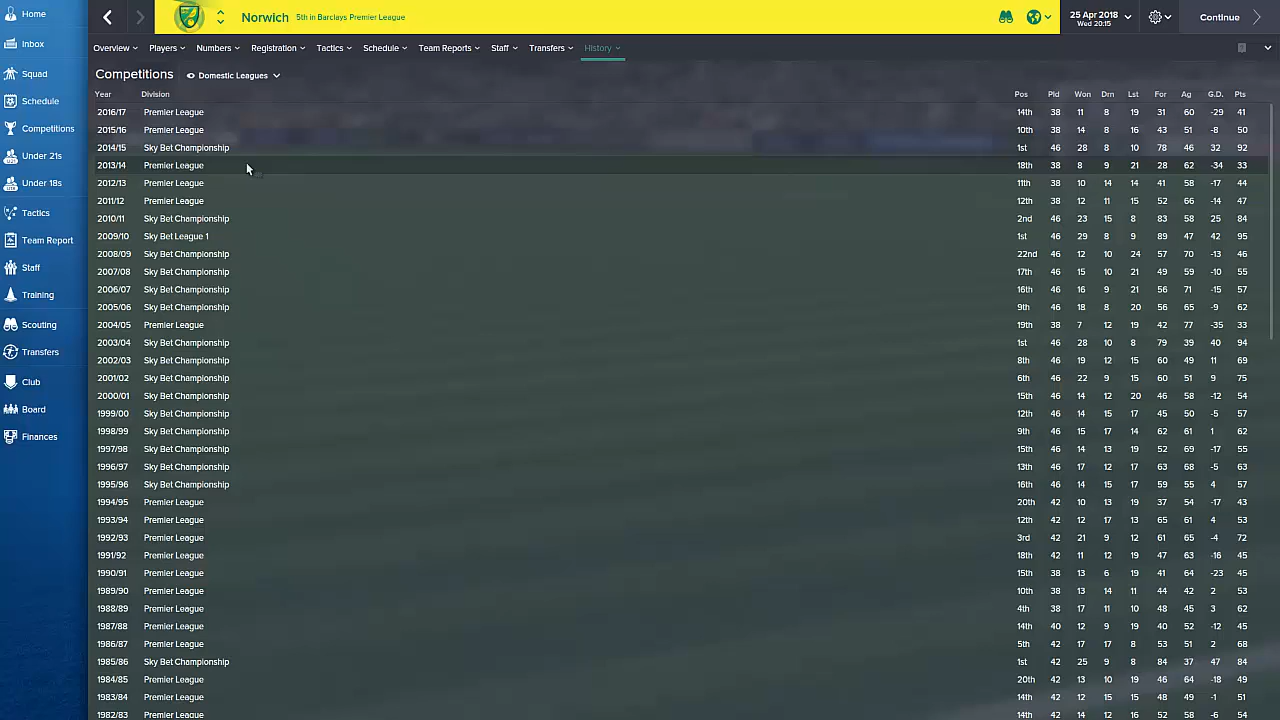 Home
Inbox
Squad
Schedule
Competitions
Under 21s
Under 18s
Tactics
Team Report
Staff
Training
Scouting
Transfers
Club
Board
Finances
Norwich 5th in Barclays Premier League
25 Apr 2018
Wed 20:15
Continue
Overview Players Numbers Registration Tactics Schedule Team Reports Staff Transfers History
Competitions Domestic Leagues
Year Division Pos Pld Won Drn Lst For Ag G.D. Pts
2016/17 Premier League 14th 38 11 8 19 31 60 -29 41
2015/16 Premier League 10th 38 14 8 16 43 51 -8 50
2014/15 Sky Bet Championship 1st 46 28 8 10 78 46 32 92
2013/14 Premier League 18th 38 8 9 21 28 62 -34 33
2012/13 Premier League 11th 38 10 14 14 41 58 -17 44
2011/12 Premier League 12th 38 12 11 15 52 66 -14 47
2010/11 Sky Bet Championship 2nd 46 23 15 8 83 58 25 84
2009/10 Sky Bet League 1 1st 46 29 8 9 89 47 42 95
2008/09 Sky Bet Championship 22nd 46 12 10 24 57 70 -13 46
2007/08 Sky Bet Championship 17th 46 15 10 21 49 59 -10 55
2006/07 Sky Bet Championship 16th 46 16 9 21 56 71 -15 57
2005/06 Sky Bet Championship 9th 46 18 8 20 56 65 -9 62
2004/05 Premier League 19th 38 7 12 19 42 77 -35 33
2003/04 Sky Bet Championship 1st 46 28 10 8 79 39 40 94
2002/03 Sky Bet Championship 8th 46 19 12 15 60 49 11 69
2001/02 Sky Bet Championship 6th 46 22 9 15 60 51 9 75
2000/01 Sky Bet Championship 15th 46 14 12 20 46 58 -12 54
1999/00 Sky Bet Championship 12th 46 14 15 17 45 50 -5 57
1998/99 Sky Bet Championship 9th 46 15 17 14 62 61 1 62
1997/98 Sky Bet Championship 15th 46 14 13 19 52 69 -17 55
1996/97 Sky Bet Championship 13th 46 17 12 17 63 68 -5 63
1995/96 Sky Bet Championship 16th 46 14 15 17 59 55 4 57
1994/95 Premier League 20th 42 10 13 19 37 54 -17 43
1993/94 Premier League 12th 42 12 17 13 65 61 4 53
1992/93 Premier League 3rd 42 21 9 12 61 65 -4 72
1991/92 Premier League 18th 42 11 12 19 47 63 -16 45
1990/91 Premier League 15th 38 13 6 19 41 64 -23 45
1989/90 Premier League 10th 38 13 14 11 44 42 2 53
1988/89 Premier League 4th 38 17 11 10 48 45 3 62
1987/88 Premier League 14th 40 12 9 19 40 52 -12 45
1986/87 Premier League 5th 42 17 17 8 53 51 2 68
1985/86 Sky Bet Championship 1st 42 25 9 8 84 37 47 84
1984/85 Premier League 20th 42 13 10 19 46 64 -18 49
1983/84 Premier League 14th 42 12 15 15 48 49 -1 51
1982/83 Premier League 14th 42 14 12 16 52 58 -6 54